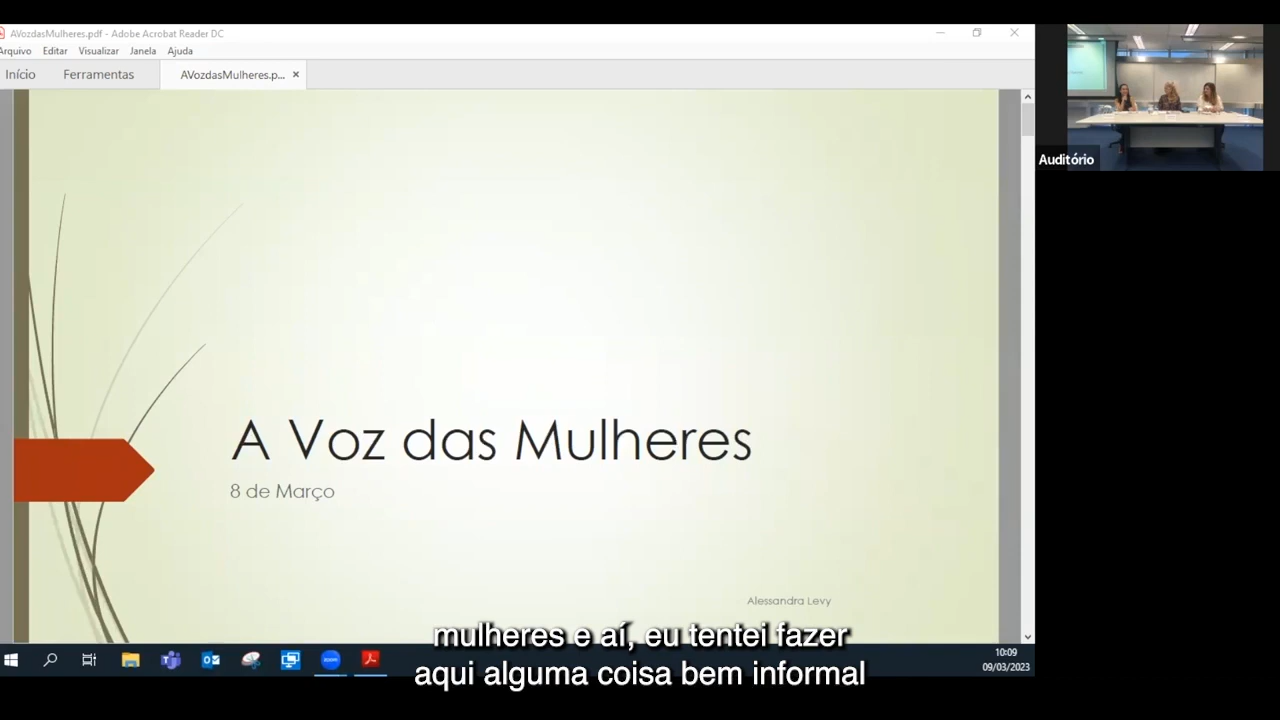 AVozdasMulheres.pdf - Adobe Acrobat Reader DC
Arquivo Editar Visualizar Janela Ajuda
Início Ferramentas AVozdasMulheres.p... ×
Auditório
A Voz das Mulheres
8 de Março
Alessandra Levy
mulheres e aí, eu tentei fazer
aqui alguma coisa bem informal
zoom
10:09
09/03/2023